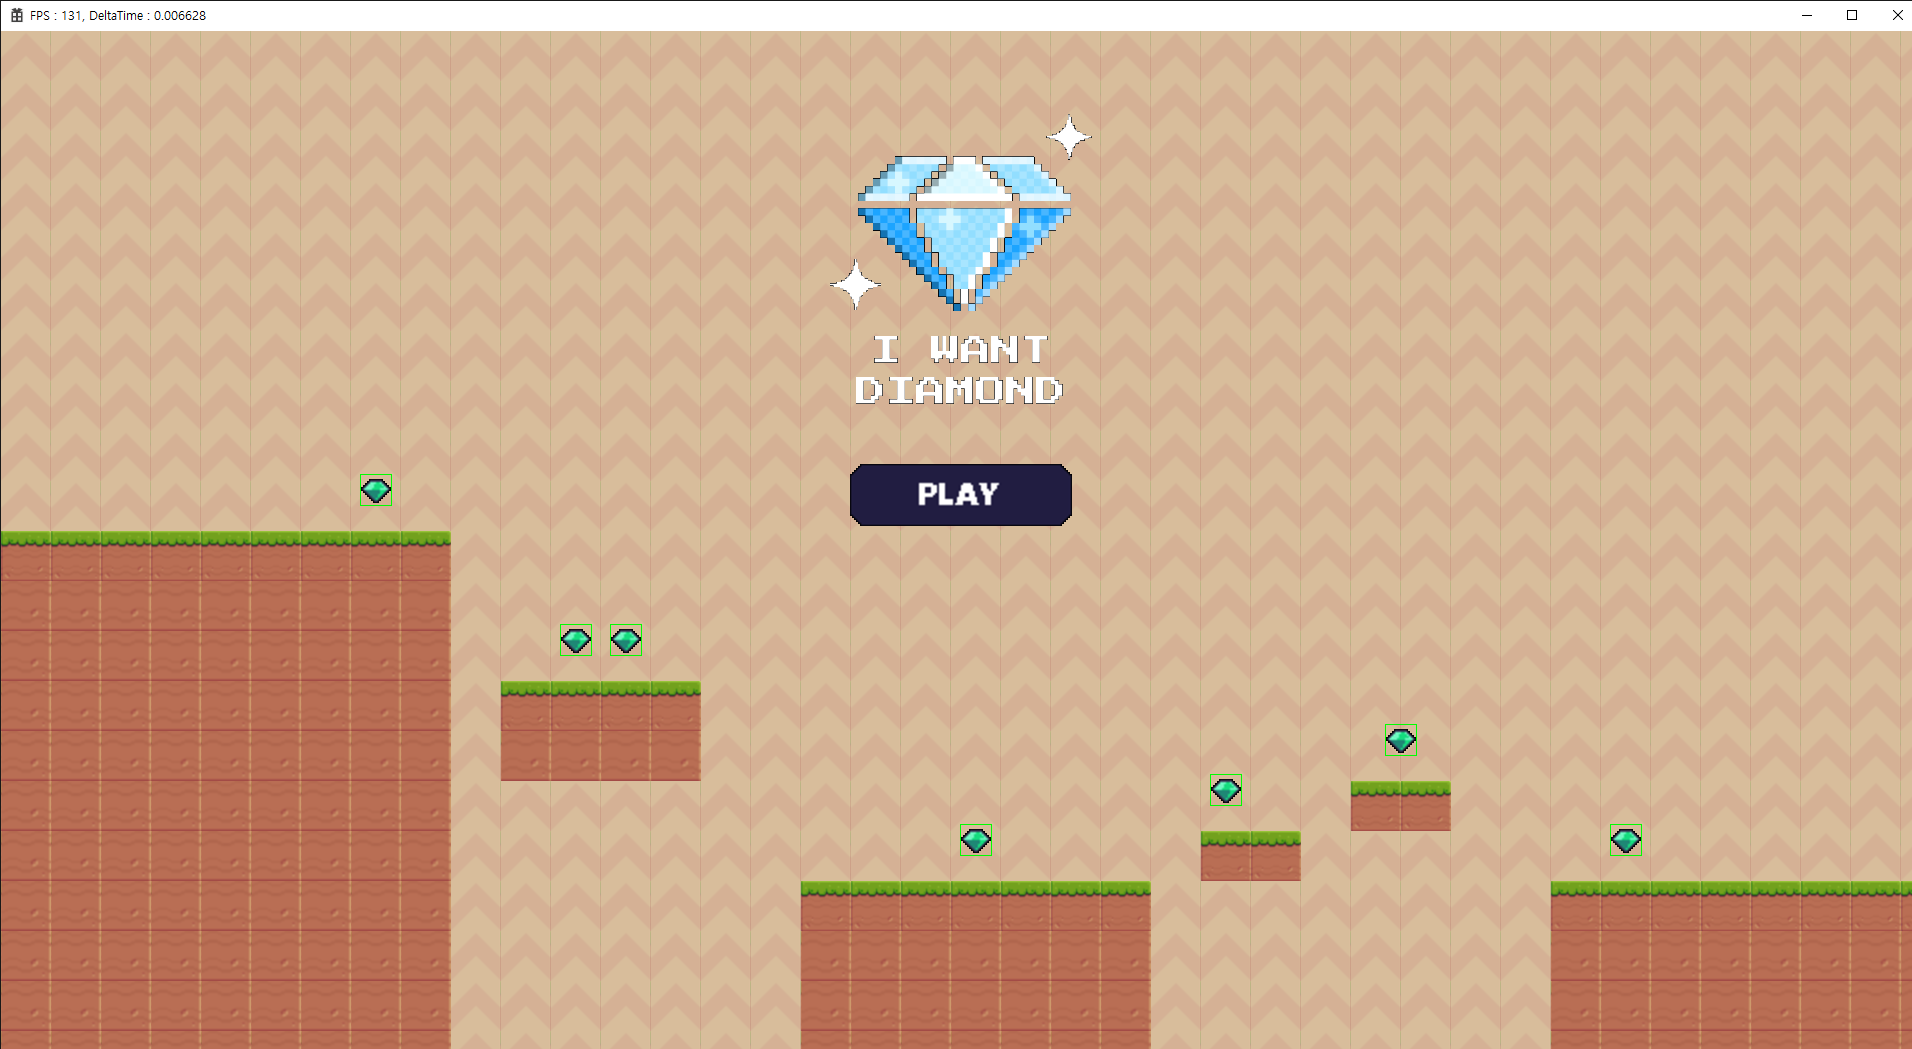 FPS : 131, DeltaTime : 0.006628
I WANT
DIAMOND
PLAY